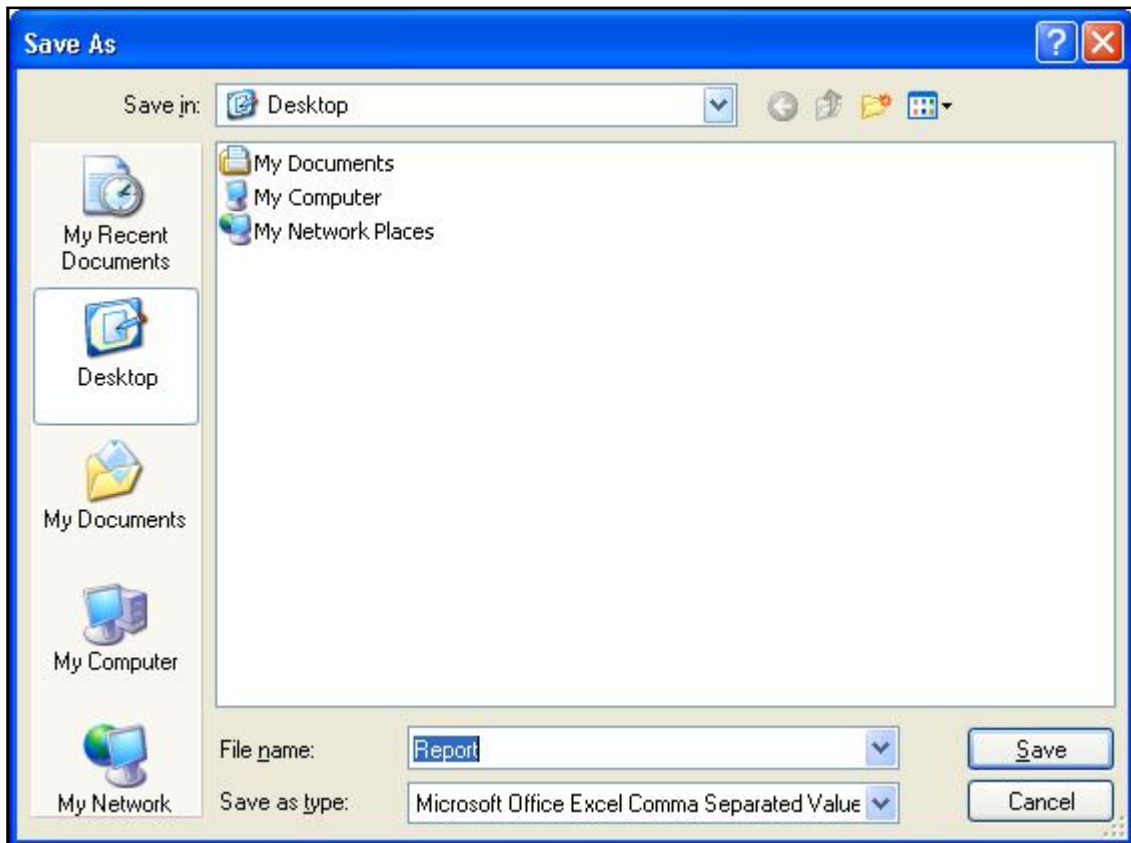 Save As
Save in:
Desktop
My Recent
Documents
Desktop
My Documents
My Computer
My Network
My Documents
My Computer
My Network Places
File name:
Report
Save
Save as type:
Microsoft Office Excel Comma Separated Value
Cancel